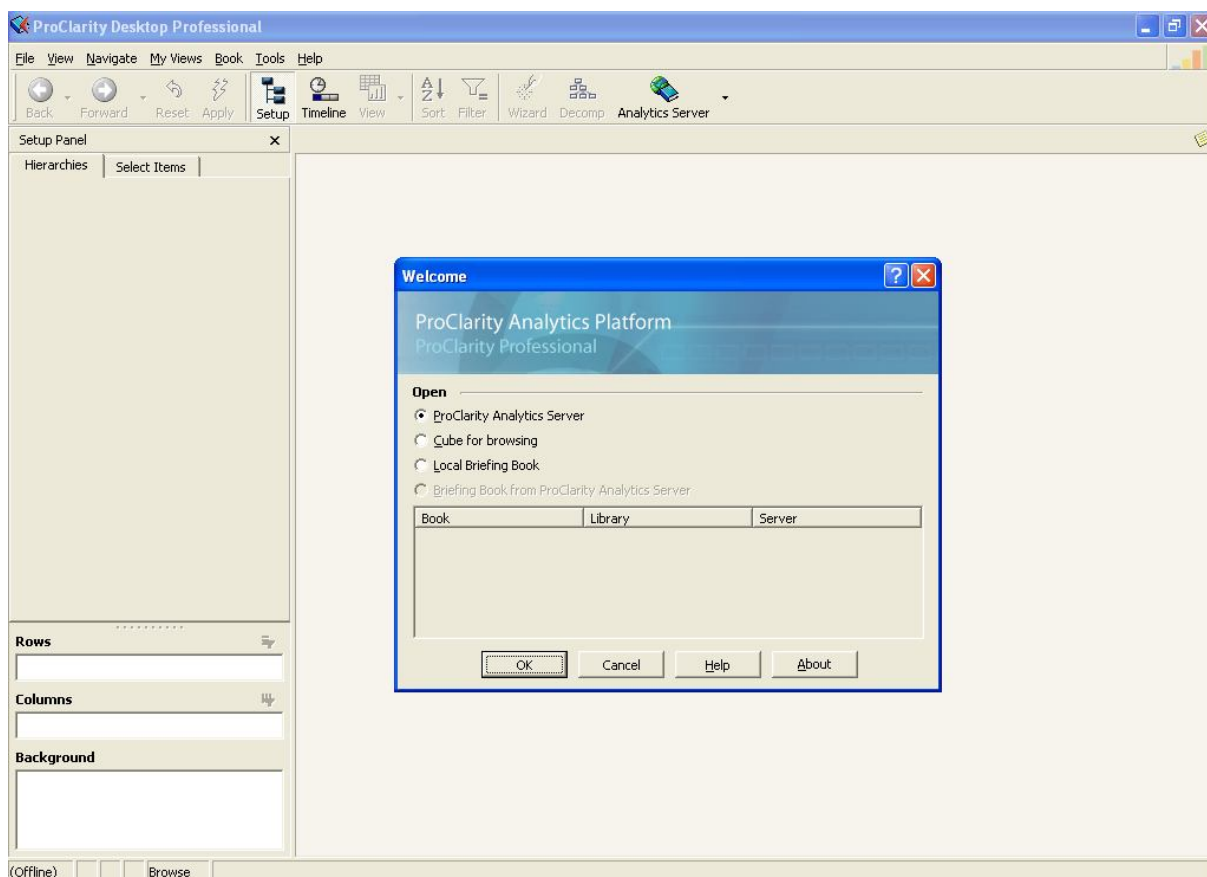 ProClarity Desktop Professional
File View Navigate My Views Book Tools Help
Back Forward Reset Apply Setup Timeline View Sort Filter Wizard Decomp Analytics Server
Setup Panel
Hierarchies Select Items
Welcome
ProClarity Analytics Platform
ProClarity Professional
Open
ProClarity Analytics Server
Cube for browsing
Local Briefing Book
Briefing Book from ProClarity Analytics Server
Book Library Server
OK Cancel Help About
Rows
Columns
Background
(Offline) Browse